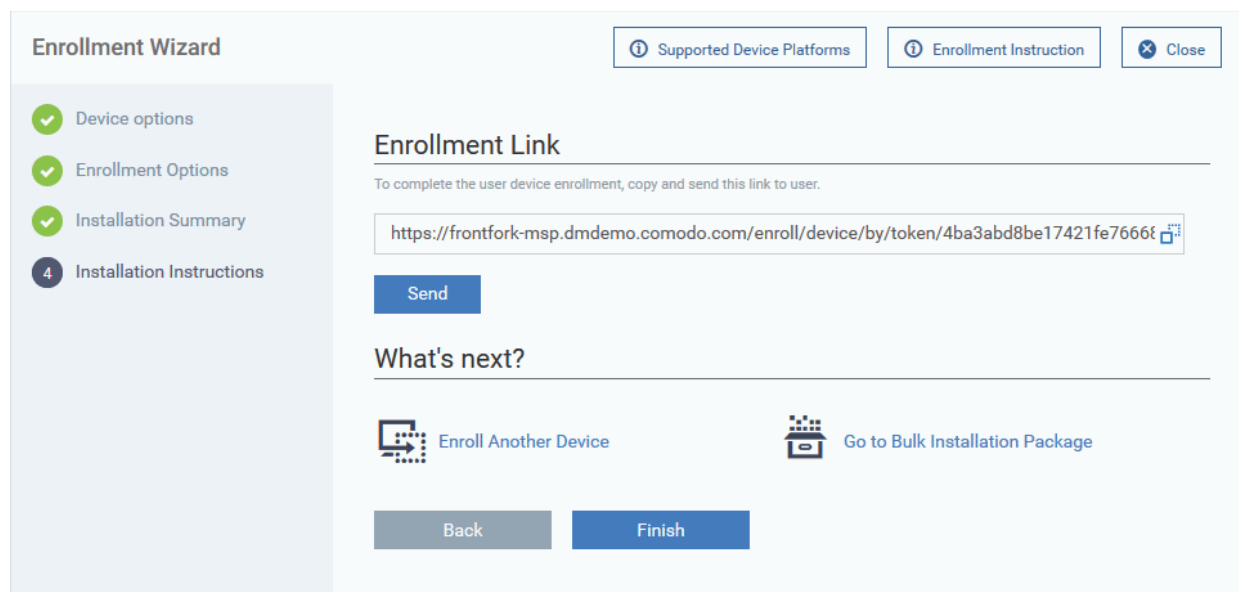 Enrollment Wizard
Supported Device Platforms
Enrollment Instruction
Close
Device options
Enrollment Options
Installation Summary
4 Installation Instructions
Enrollment Link
To complete the user device enrollment, copy and send this link to user.
https://frontfork-msp.dmdemo.comodo.com/enroll/device/by/token/4ba3abd8be17421fe76668
Send
What's next?
Enroll Another Device
Go to Bulk Installation Package
Back
Finish